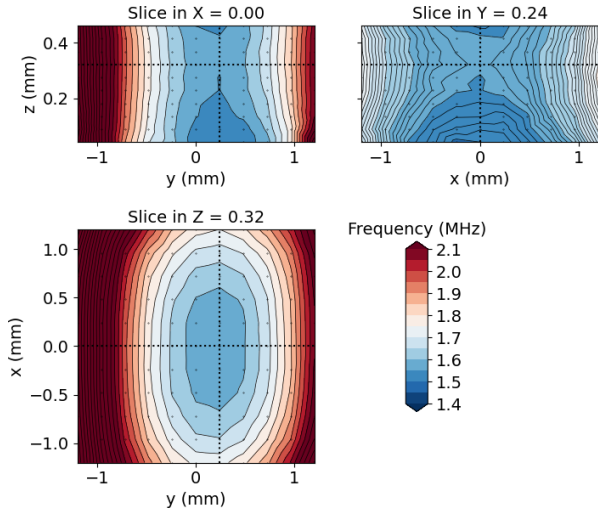 Slice in X = 0.00
Slice in Y = 0.24
z (mm)
0.4
0.2
−1
0
1
y (mm)
−1
0
1
x (mm)
Slice in Z = 0.32
x (mm)
1.0
0.5
0.0
−0.5
−1.0
−1
0
1
y (mm)
Frequency (MHz)
2.1
2.0
1.9
1.8
1.7
1.6
1.5
1.4